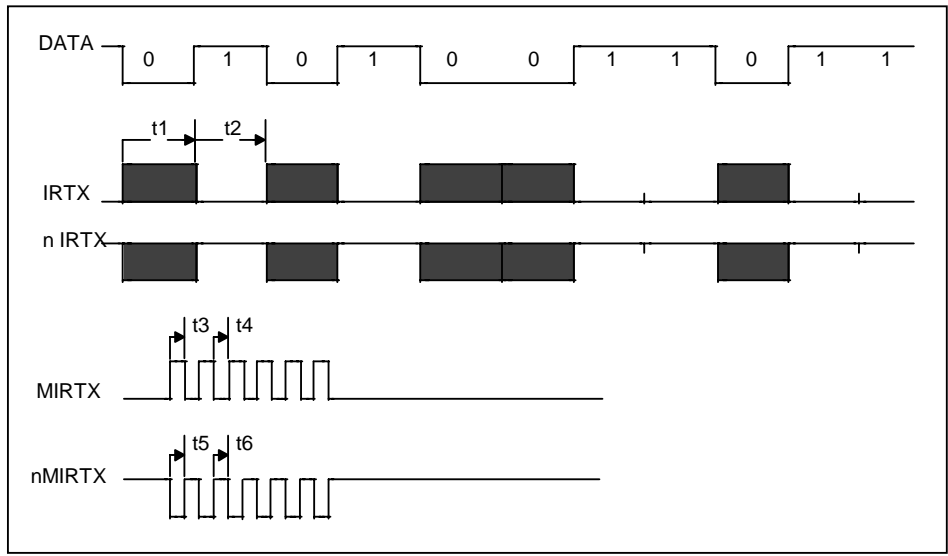 DATA 0 1 0 1 0 0 1 1 0 1 1
t1 t2
IRTX
n IRTX
t3 t4
MIRTX
t5 t6
nMIRTX